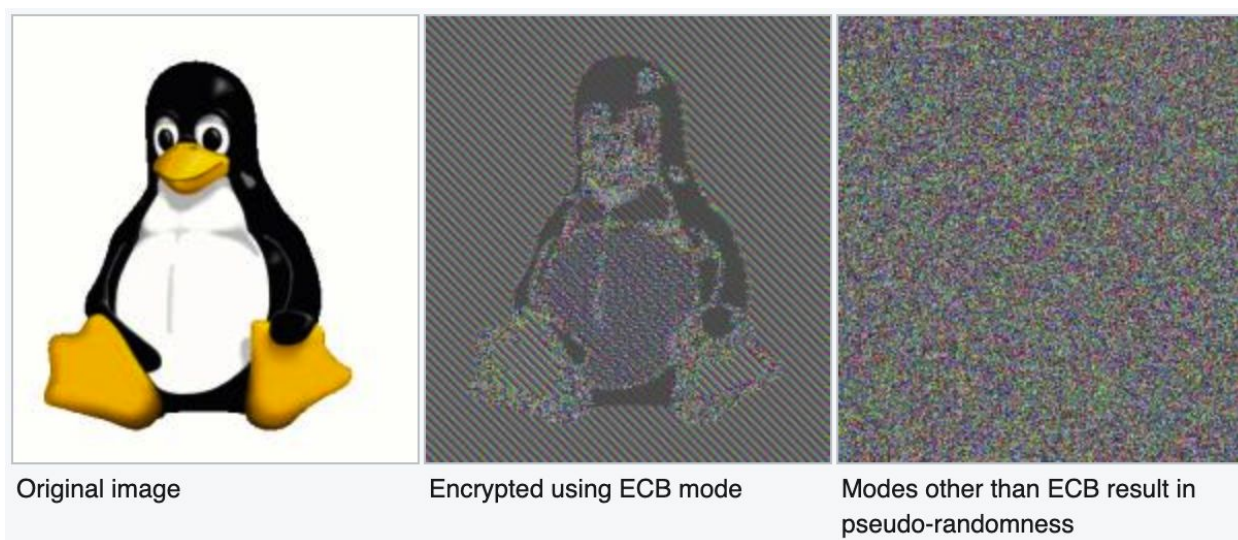 Original image
Encrypted using ECB mode
Modes other than ECB result in
pseudo-randomness